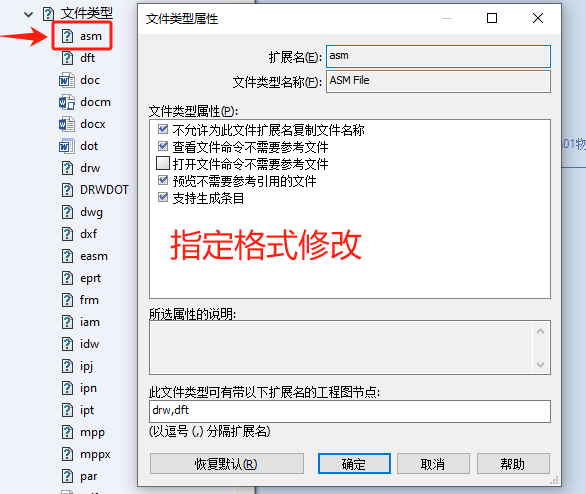 文件类型
asm
dft
doc
docm
docx
dot
drw
DRWDOT
dwg
dxf
easm
eprt
frm
iam
idw
ipj
ipn
ipt
mpp
mppx
par
文件类型属性
扩展名(E): asm
文件类型名称(F): ASM File
文件类型属性(P):
不允许为此文件扩展名复制文件名称
查看文件命令不需要参考文件
打开文件命令不需要参考文件
预览不需要参考引用的文件
支持生成条目
指定格式修改
所选属性的说明:
此文件类型可有带以下扩展名的工程图节点:
drw,dft
(以逗号 (,) 分隔扩展名)
恢复默认(R)
确定
取消
帮助
\01物